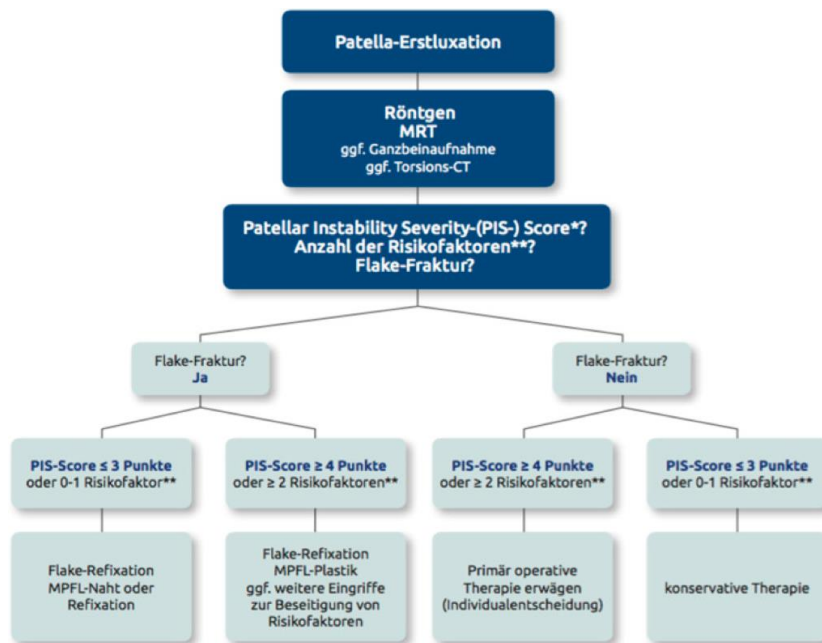 Patella-Erstluxation
Röntgen
MRT
ggf. Ganzbeinaufnahme
ggf. Torsions-CT
Patellar Instability Severity-(PIS-) Score*?
Anzahl der Risikofaktoren**?
Flake-Fraktur?
Flake-Fraktur?
Ja
Flake-Fraktur?
Nein
PIS-Score ≤ 3 Punkte
oder 0-1 Risikofaktor**
PIS-Score ≥ 4 Punkte
oder ≥ 2 Risikofaktoren**
PIS-Score ≥ 4 Punkte
oder ≥ 2 Risikofaktoren**
PIS-Score ≤ 3 Punkte
oder 0-1 Risikofaktor**
Flake-Refixation
MPFL-Naht oder
Refixation
Flake-Refixation
MPFL-Plastik
ggf. weitere Eingriffe
zur Beseitigung von
Risikofaktoren
Primär operative
Therapie erwägen
(Individualentscheidung)
konservative Therapie